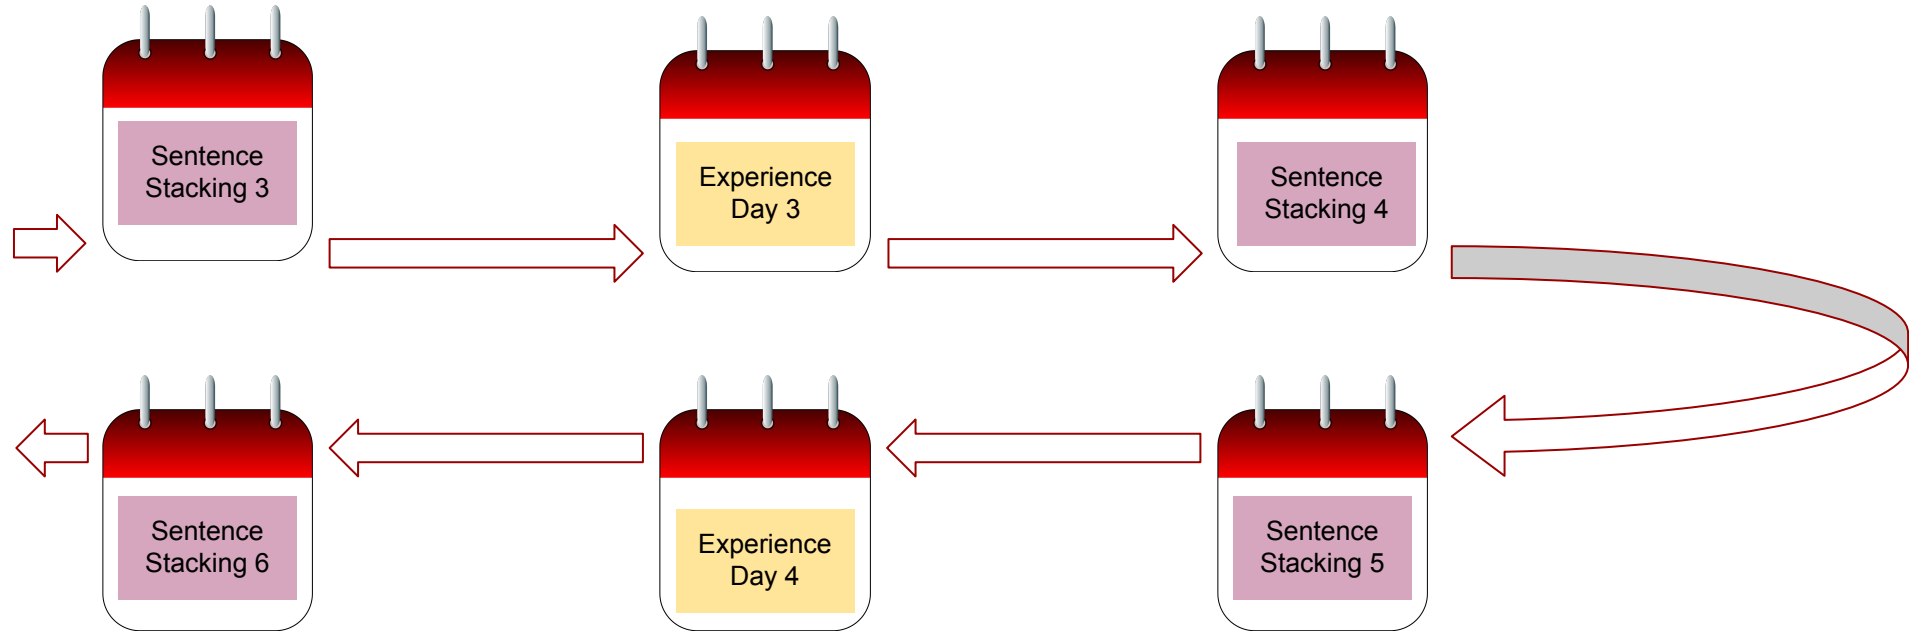 Sentence
Stacking 3
Experience
Day 3
Sentence
Stacking 4
Sentence
Stacking 6
Experience
Day 4
Sentence
Stacking 5